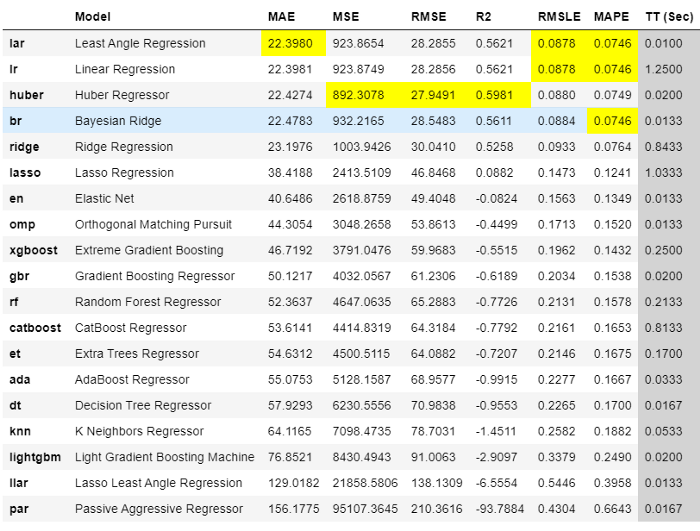 Model MAE MSE RMSE R2 RMSLE MAPE TT (Sec)
lar Least Angle Regression 22.3980 923.8654 28.2855 0.5621 0.0878 0.0746 0.0100
lr Linear Regression 22.3981 923.8749 28.2856 0.5621 0.0878 0.0746 1.2500
huber Huber Regressor 22.4274 892.3078 27.9491 0.5981 0.0880 0.0749 0.0200
br Bayesian Ridge 22.4783 932.2165 28.5483 0.5611 0.0884 0.0746 0.0133
ridge Ridge Regression 23.1976 1003.9426 30.0410 0.5258 0.0933 0.0764 0.8433
lasso Lasso Regression 38.4188 2413.5109 46.8468 0.0882 0.1473 0.1241 1.0333
en Elastic Net 40.6486 2618.8759 49.4048 -0.0824 0.1563 0.1349 0.0133
omp Orthogonal Matching Pursuit 44.3054 3048.2658 53.8613 -0.4499 0.1713 0.1520 0.0133
xgboost Extreme Gradient Boosting 46.7192 3791.0476 59.9683 -0.5515 0.1962 0.1432 0.2500
gbr Gradient Boosting Regressor 50.1217 4032.0567 61.2306 -0.6189 0.2034 0.1538 0.0200
rf Random Forest Regressor 52.3637 4647.0635 65.2883 -0.7726 0.2131 0.1578 0.2133
catboost CatBoost Regressor 53.6141 4414.8319 64.3184 -0.7792 0.2161 0.1653 0.8133
et Extra Trees Regressor 54.6312 4500.5115 64.0882 -0.7207 0.2146 0.1675 0.1700
ada AdaBoost Regressor 55.0753 5128.1587 68.9577 -0.9915 0.2277 0.1667 0.0333
dt Decision Tree Regressor 57.9293 6230.5556 70.9838 -0.9553 0.2265 0.1700 0.0167
knn K Neighbors Regressor 64.1165 7098.4735 78.7031 -1.4511 0.2582 0.1882 0.0533
lightgbm Light Gradient Boosting Machine 76.8521 8430.4943 91.0063 -2.9097 0.3379 0.2490 0.0200
llar Lasso Least Angle Regression 129.0182 21858.5806 138.1309 -6.5554 0.5446 0.3958 0.0133
par Passive Aggressive Regressor 156.1775 95107.3645 210.3616 -93.7884 0.4304 0.6643 0.0167